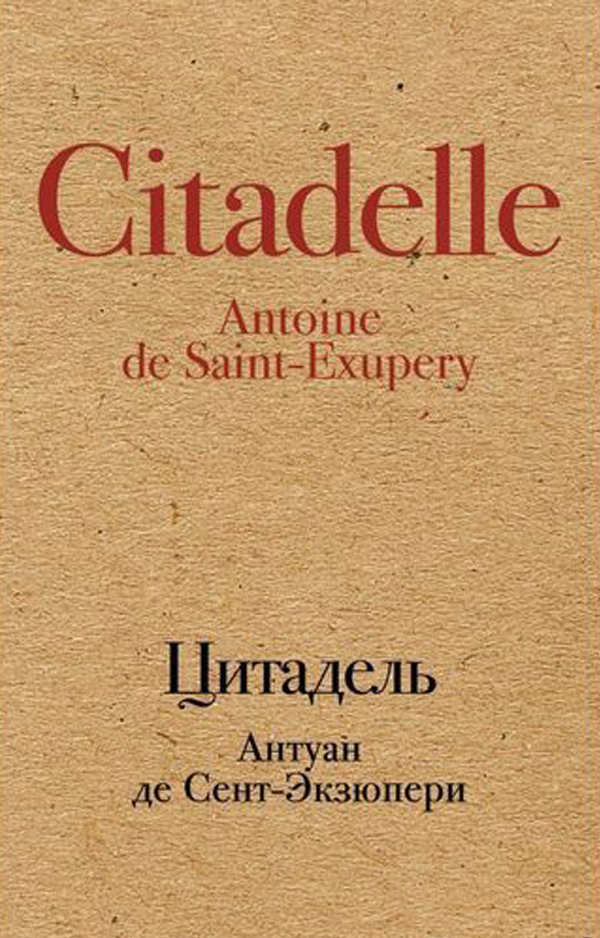 Citadelle
Antoine
de Saint-Exupery
Цитадель
Антуан
де Сент-Экзюпери